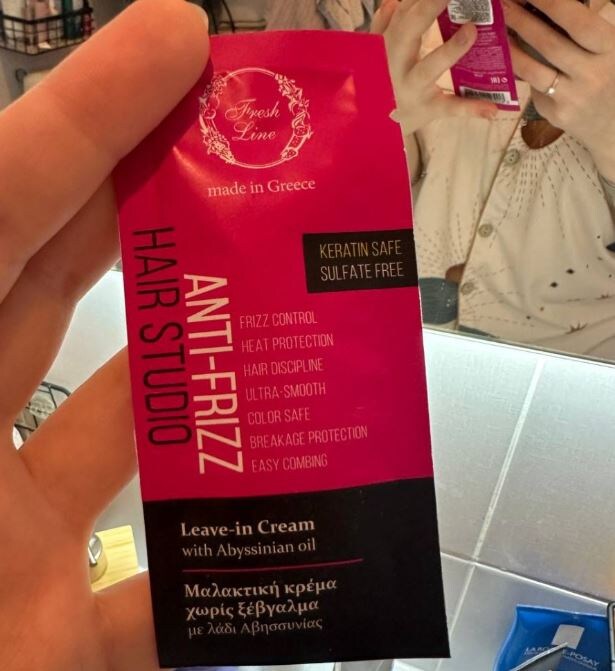 Fresh
Line
made in Greece
KERATIN SAFE
SULFATE FREE
HAIR STUDIO
ANTI-FRIZZ
FRIZZ CONTROL
HEAT PROTECTION
HAIR DISCIPLINE
ULTRA-SMOOTH
COLOR SAFE
BREAKAGE PROTECTION
EASY COMBING
Leave-in Cream
with Abyssinian oil
Μαλακτική κρέμα
χωρίς ξέβγαλμα
με λάδι Αβησσυνίας